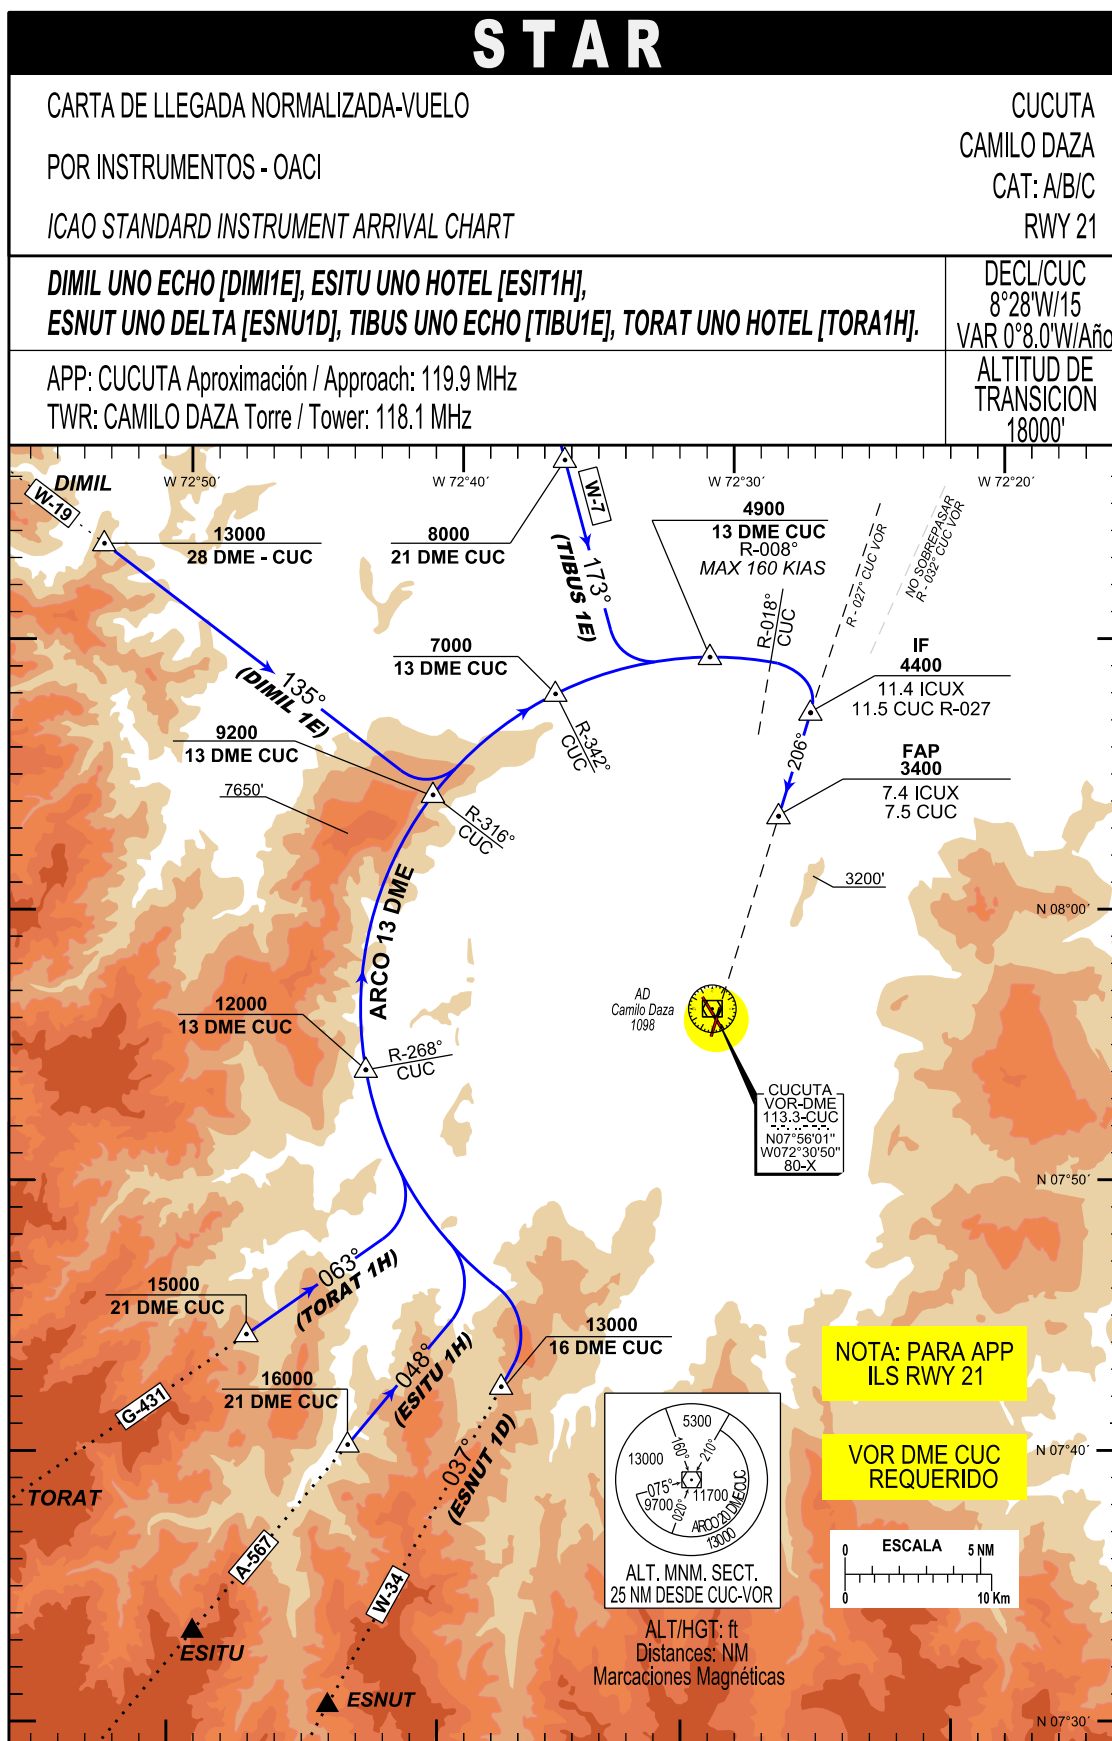 STAR
CARTA DE LLEGADA NORMALIZADA-VUELO
POR INSTRUMENTOS - OACI
ICAO STANDARD INSTRUMENT ARRIVAL CHART
CUCUTA
CAMILO DAZA
CAT: A/B/C
RWY 21
DIMIL UNO ECHO [DIMI1E], ESITU UNO HOTEL [ESIT1H],
ESNUT UNO DELTA [ESNU1D], TIBUS UNO ECHO [TIBU1E], TORAT UNO HOTEL [TORA1H].
DECL/CUC
8°28'W/15
VAR 0°8.0'W/Año
APP: CUCUTA Aproximación / Approach: 119.9 MHz
TWR: CAMILO DAZA Torre / Tower: 118.1 MHz
ALTITUD DE
TRANSICION
18000'
W 72°50´
W 72°40´
W 72°30´
W 72°20´
DIMIL
W-19
13000
28 DME - CUC
8000
21 DME CUC
W-7
173°
(TIBUS 1E)
4900
13 DME CUC
R-008°
MAX 160 KIAS
R-018°
CUC
R - 027° CUC VOR
NO SOBREPASAR
R - 032° CUC VOR
7000
13 DME CUC
135°
(DIMIL 1E)
R-342°
CUC
IF
4400
11.4 ICUX
11.5 CUC R-027
206°
FAP
3400
7.4 ICUX
7.5 CUC
9200
13 DME CUC
7650'
R-316°
CUC
3200'
N 08°00´
ARCO 13 DME
12000
13 DME CUC
R-268°
CUC
AD
Camilo Daza
1098
CUCUTA
VOR-DME
113.3-CUC
N07°56'01"
W072°30'50"
80-X
N 07°50´
063°
(TORAT 1H)
15000
21 DME CUC
13000
16 DME CUC
16000
21 DME CUC
048°
(ESITU 1H)
037°
(ESNUT 1D)
G-431
TORAT
A-567
W-34
ESITU
ESNUT
NOTA: PARA APP
ILS RWY 21
VOR DME CUC
REQUERIDO
N 07°40´
5300
160°
210°
13000
075°
9700
11700
020°
ARCO 20 DME CUC
13000
ALT. MNM. SECT.
25 NM DESDE CUC-VOR
ALT/HGT: ft
Distances: NM
Marcaciones Magnéticas
0 ESCALA 5 NM
0 10 Km
N 07°30´